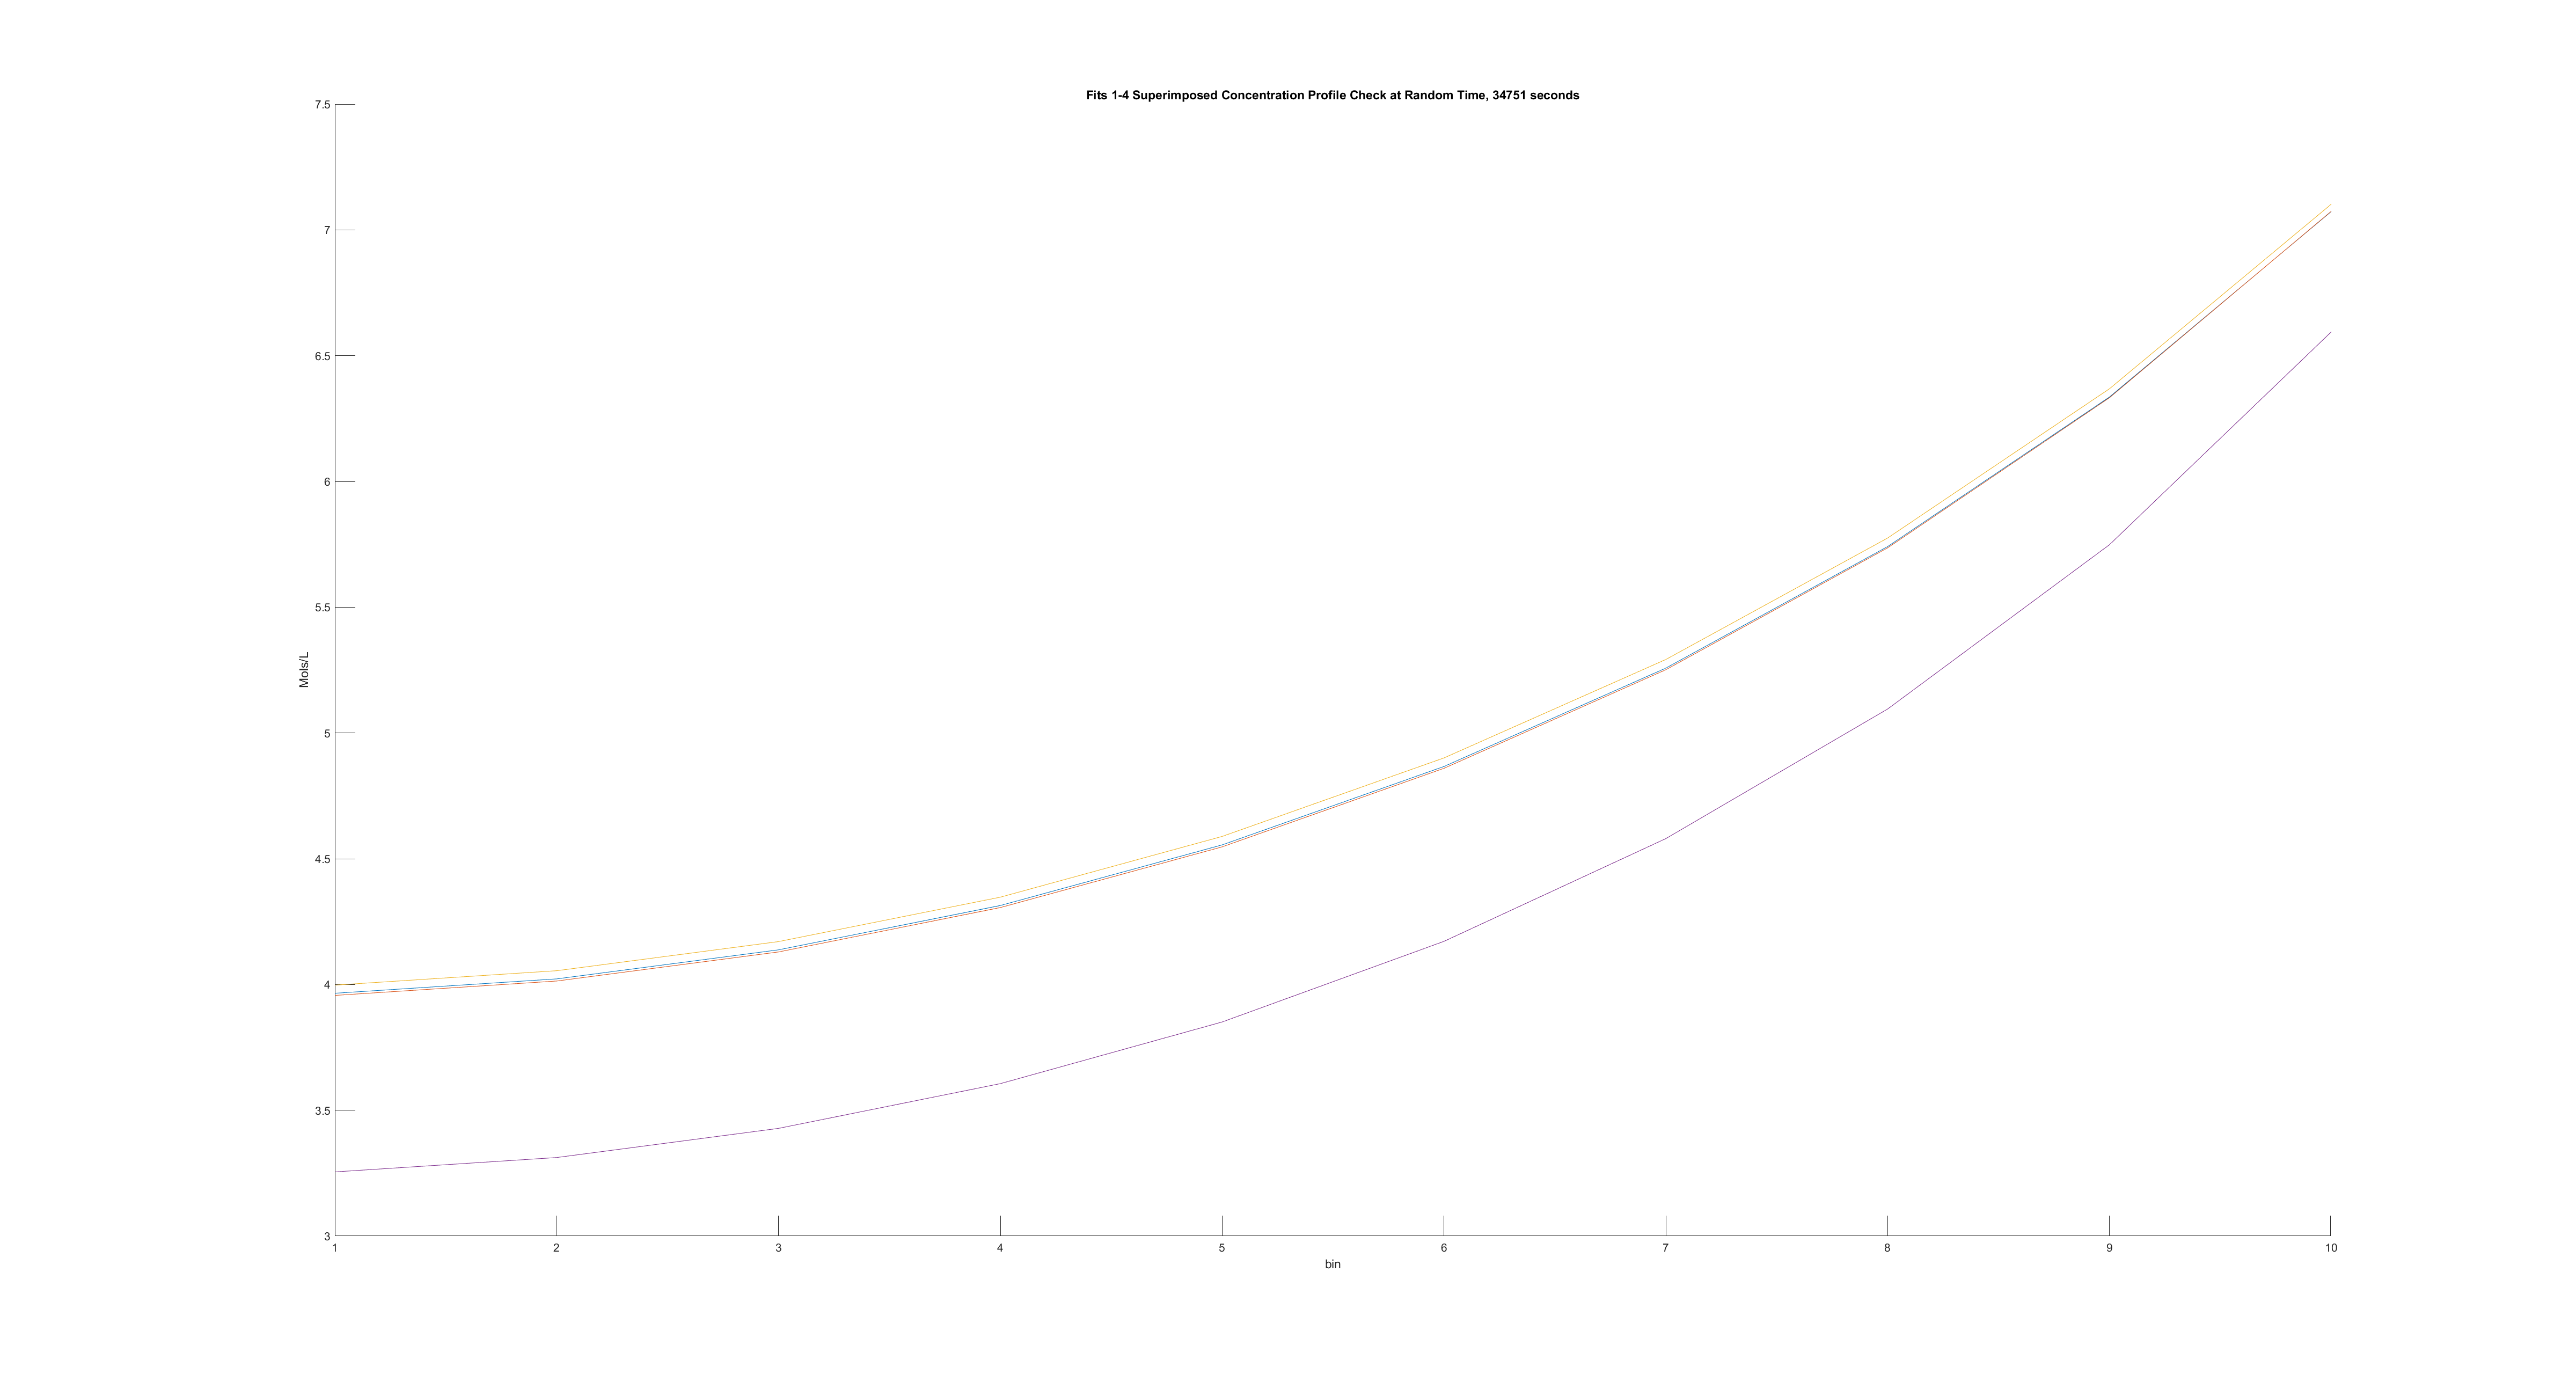 Fits 1-4 Superimposed Concentration Profile Check at Random Time, 34751 seconds
7.5
7
6.5
6
5.5
5
4.5
4
3.5
3
Mols/L
1 2 3 4 5 6 7 8 9 10
bin